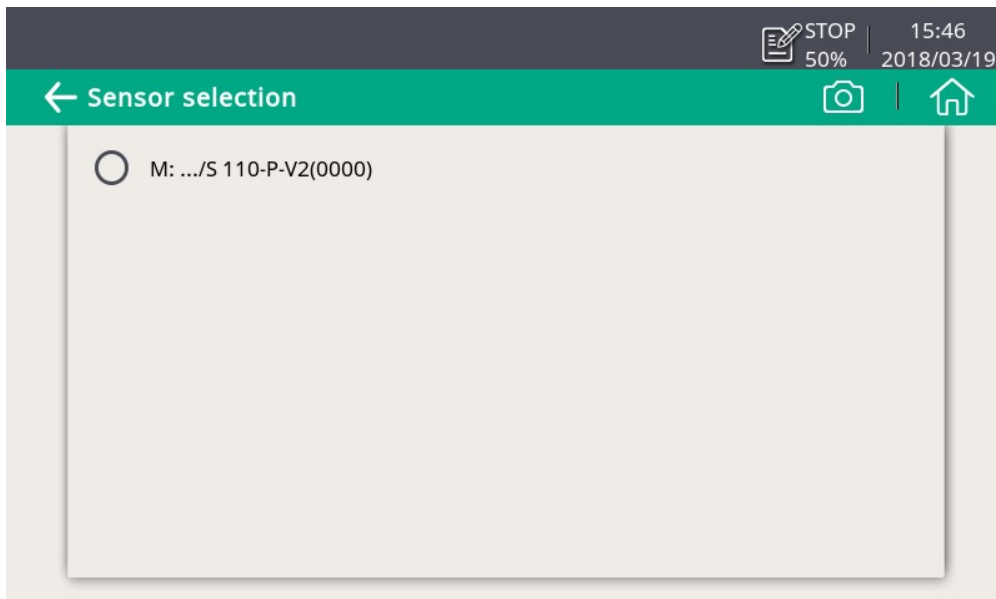 STOP 15:46
50% 2018/03/19
Sensor selection
M: .../S 110-P-V2(0000)